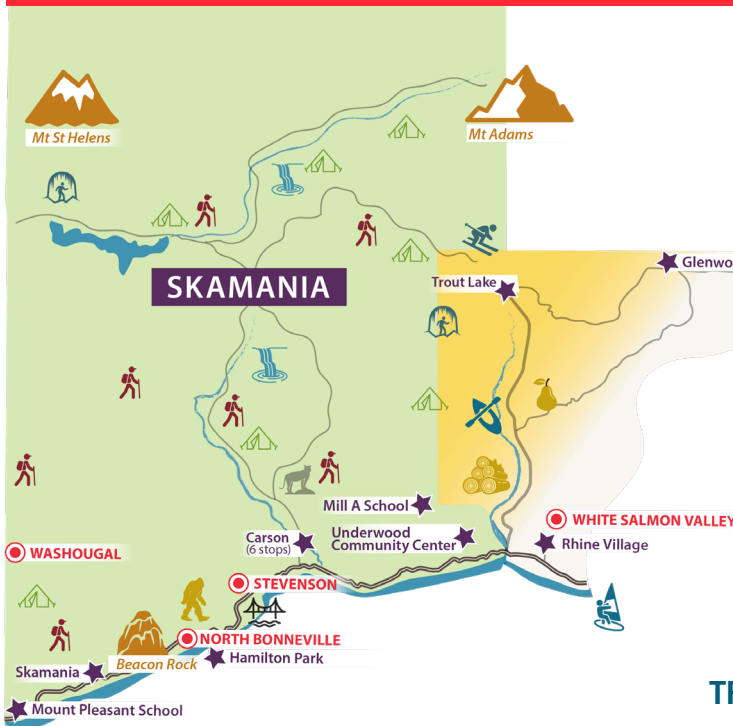 Mt St Helens
Mt Adams
SKAMANIA
Trout Lake
Glenwo
Mill A School
Carson
(6 stops)
Underwood
Community Center
WHITE SALMON VALLEY
Rhine Village
WASHOUGAL
STEVENSON
NORTH BONNEVILLE
Beacon Rock
Hamilton Park
Skamania
Mount Pleasant School